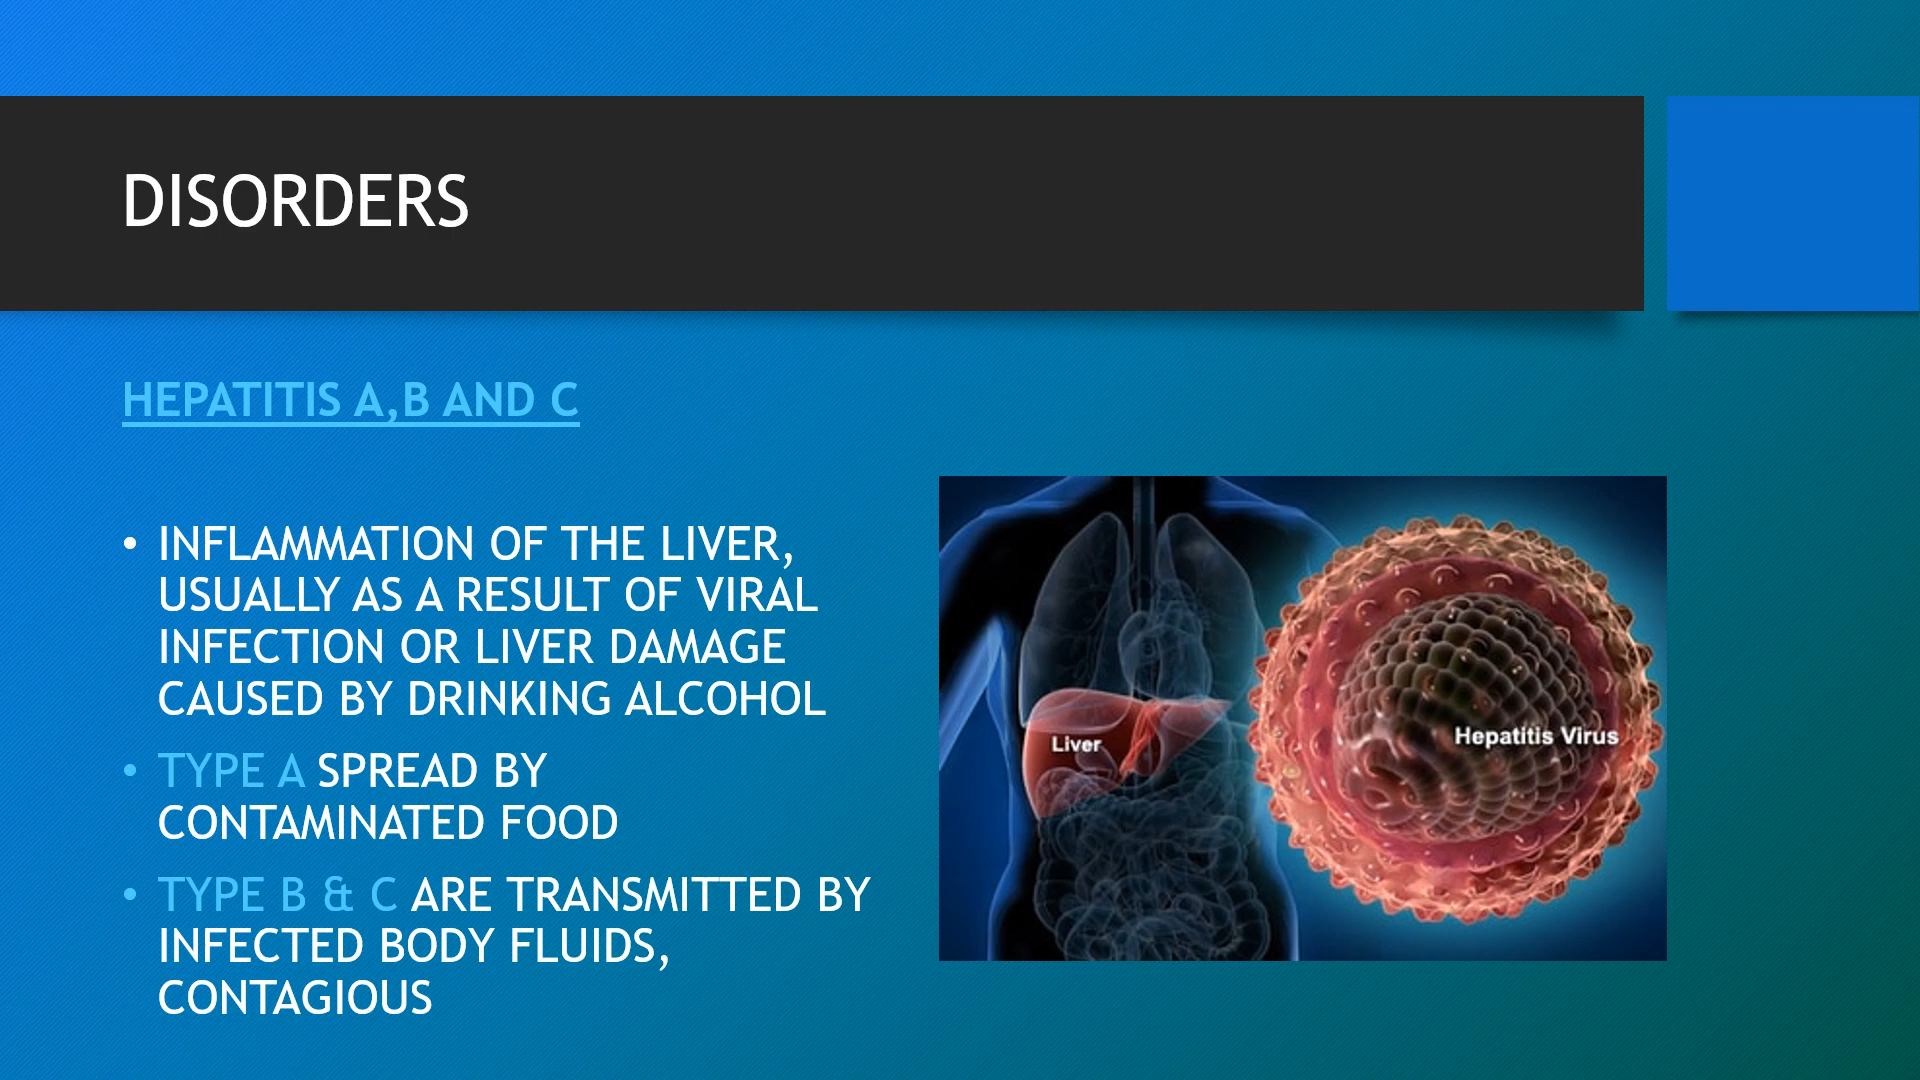 DISORDERS
HEPATITIS A,B AND C
• INFLAMMATION OF THE LIVER,
USUALLY AS A RESULT OF VIRAL
INFECTION OR LIVER DAMAGE
CAUSED BY DRINKING ALCOHOL
• TYPE A SPREAD BY
CONTAMINATED FOOD
• TYPE B & C ARE TRANSMITTED BY
INFECTED BODY FLUIDS,
CONTAGIOUS
Liver
Hepatitis Virus